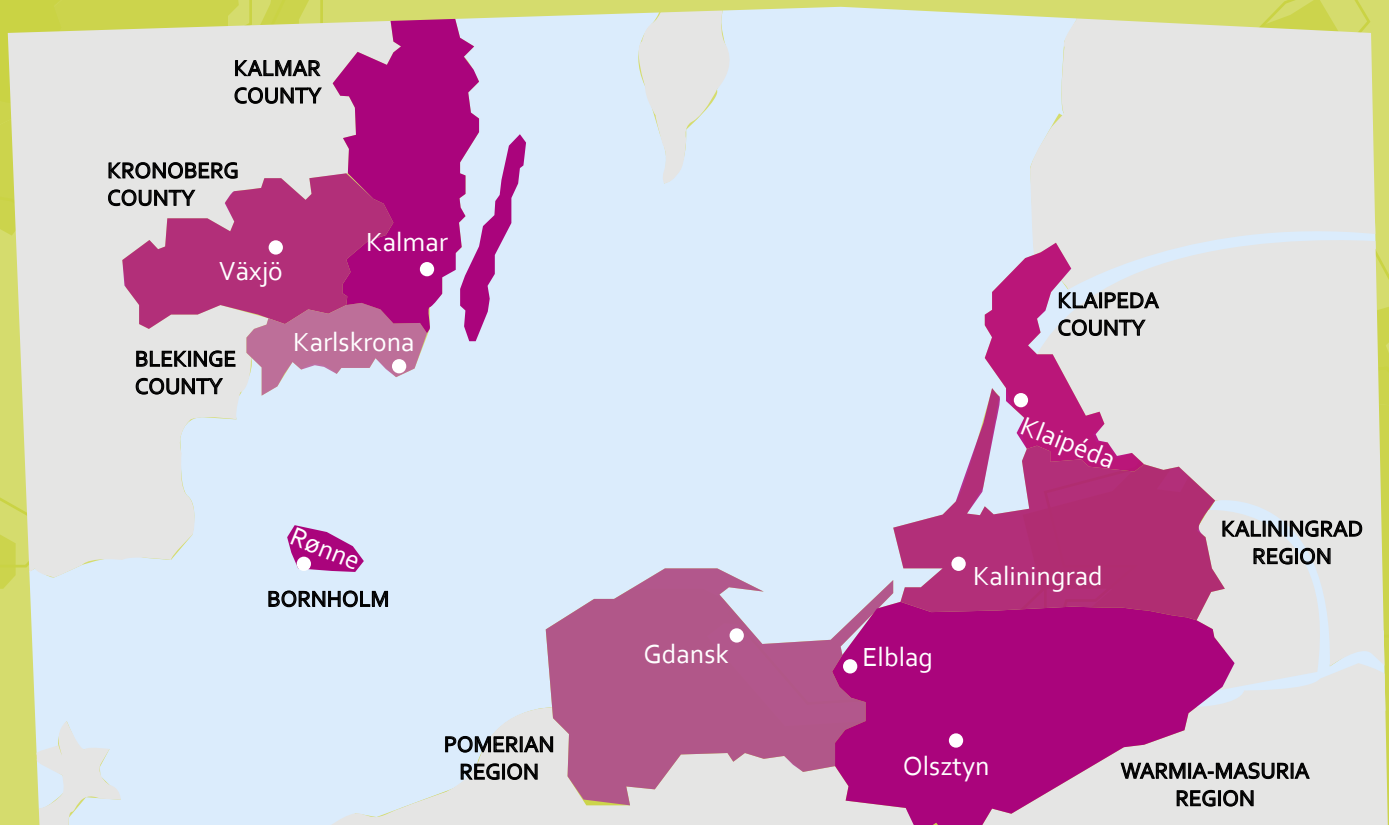 KALMAR
COUNTY
KRONOBERG
COUNTY
Kalmar
Växjö
KLAIPEDA
COUNTY
Karlskrona
BLEKINGE
COUNTY
Klaipéda
KALININGRAD
REGION
Rønne
Kaliningrad
BORNHOLM
Gdansk
Elblag
POMERIAN
REGION
Olsztyn
WARMIA-MASURIA
REGION